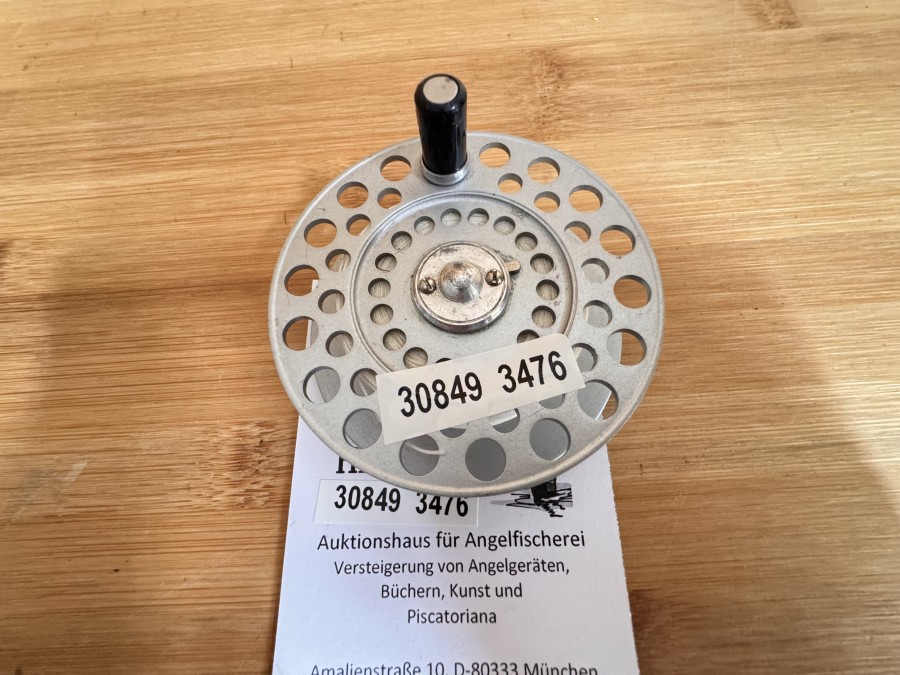 30849 3476
30849 3476
Auktionshaus für Angelfischerei
Versteigerung von Angelgeräten,
Büchern, Kunst und
Piscatoriana
Amalienstraße 10, D-80333 München